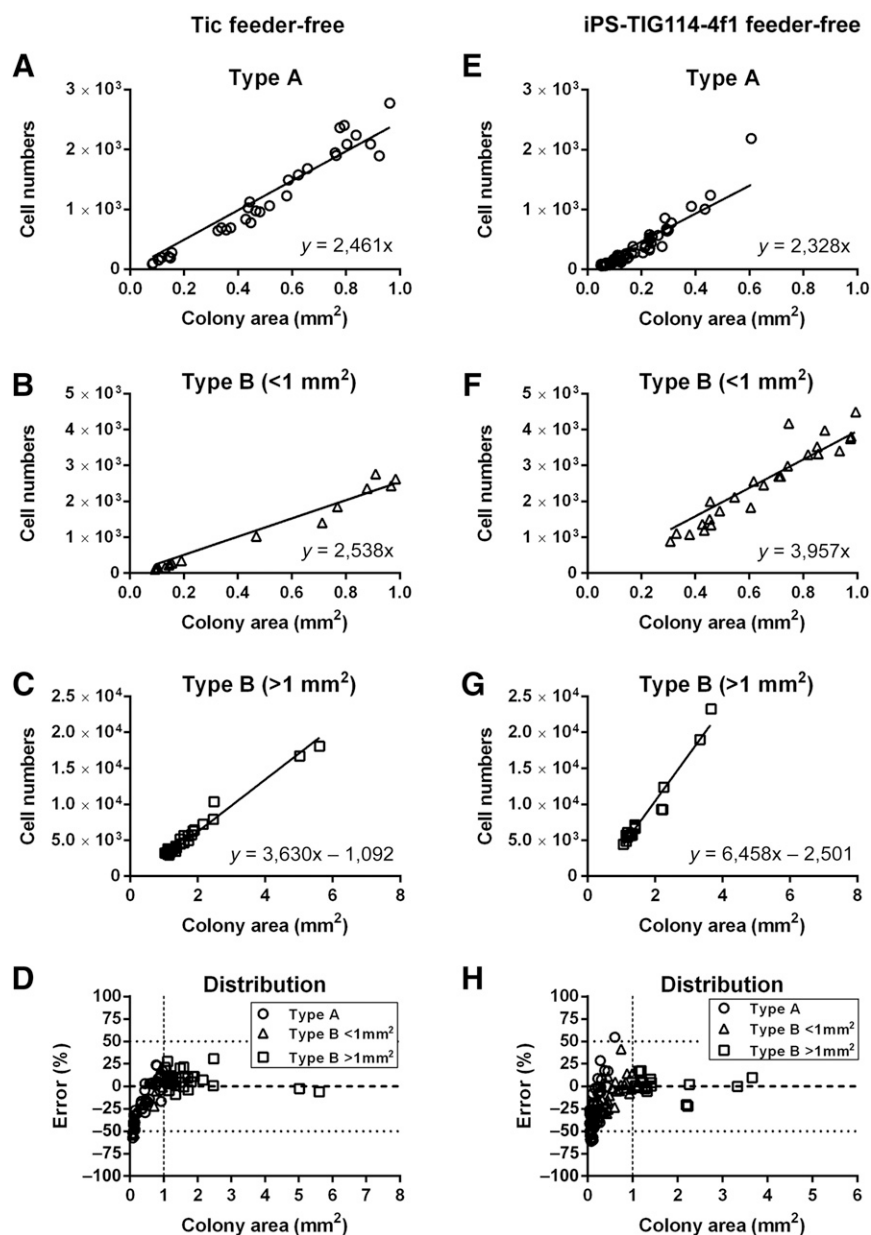 Tic feeder-free
A
Type A
Cell numbers
3 × 10³
2 × 10³
1 × 10³
0
y = 2,461x
0.0 0.2 0.4 0.6 0.8 1.0
Colony area (mm²)
B
Type B (<1 mm²)
Cell numbers
5 × 10³
4 × 10³
3 × 10³
2 × 10³
1 × 10³
0
y = 2,538x
0.0 0.2 0.4 0.6 0.8 1.0
Colony area (mm²)
C
Type B (>1 mm²)
Cell numbers
2.5 × 10⁴
2.0 × 10⁴
1.5 × 10⁴
1.0 × 10⁴
5.0 × 10³
0
y = 3,630x – 1,092
0 2 4 6 8
Colony area (mm²)
D
Distribution
Error (%)
100
75
50
25
0
–25
–50
–75
–100
Type A
Type B <1mm²
Type B >1mm²
0 1 2 3 4 5 6 7 8
Colony area (mm²)
iPS-TIG114-4f1 feeder-free
E
Type A
Cell numbers
3 × 10³
2 × 10³
1 × 10³
0
y = 2,328x
0.0 0.2 0.4 0.6 0.8 1.0
Colony area (mm²)
F
Type B (<1 mm²)
Cell numbers
5 × 10³
4 × 10³
3 × 10³
2 × 10³
1 × 10³
0
y = 3,957x
0.0 0.2 0.4 0.6 0.8 1.0
Colony area (mm²)
G
Type B (>1 mm²)
Cell numbers
2.5 × 10⁴
2.0 × 10⁴
1.5 × 10⁴
1.0 × 10⁴
5.0 × 10³
0
y = 6,458x – 2,501
0 2 4 6 8
Colony area (mm²)
H
Distribution
Error (%)
100
75
50
25
0
–25
–50
–75
–100
Type A
Type B <1mm²
Type B >1mm²
0 1 2 3 4 5 6
Colony area (mm²)